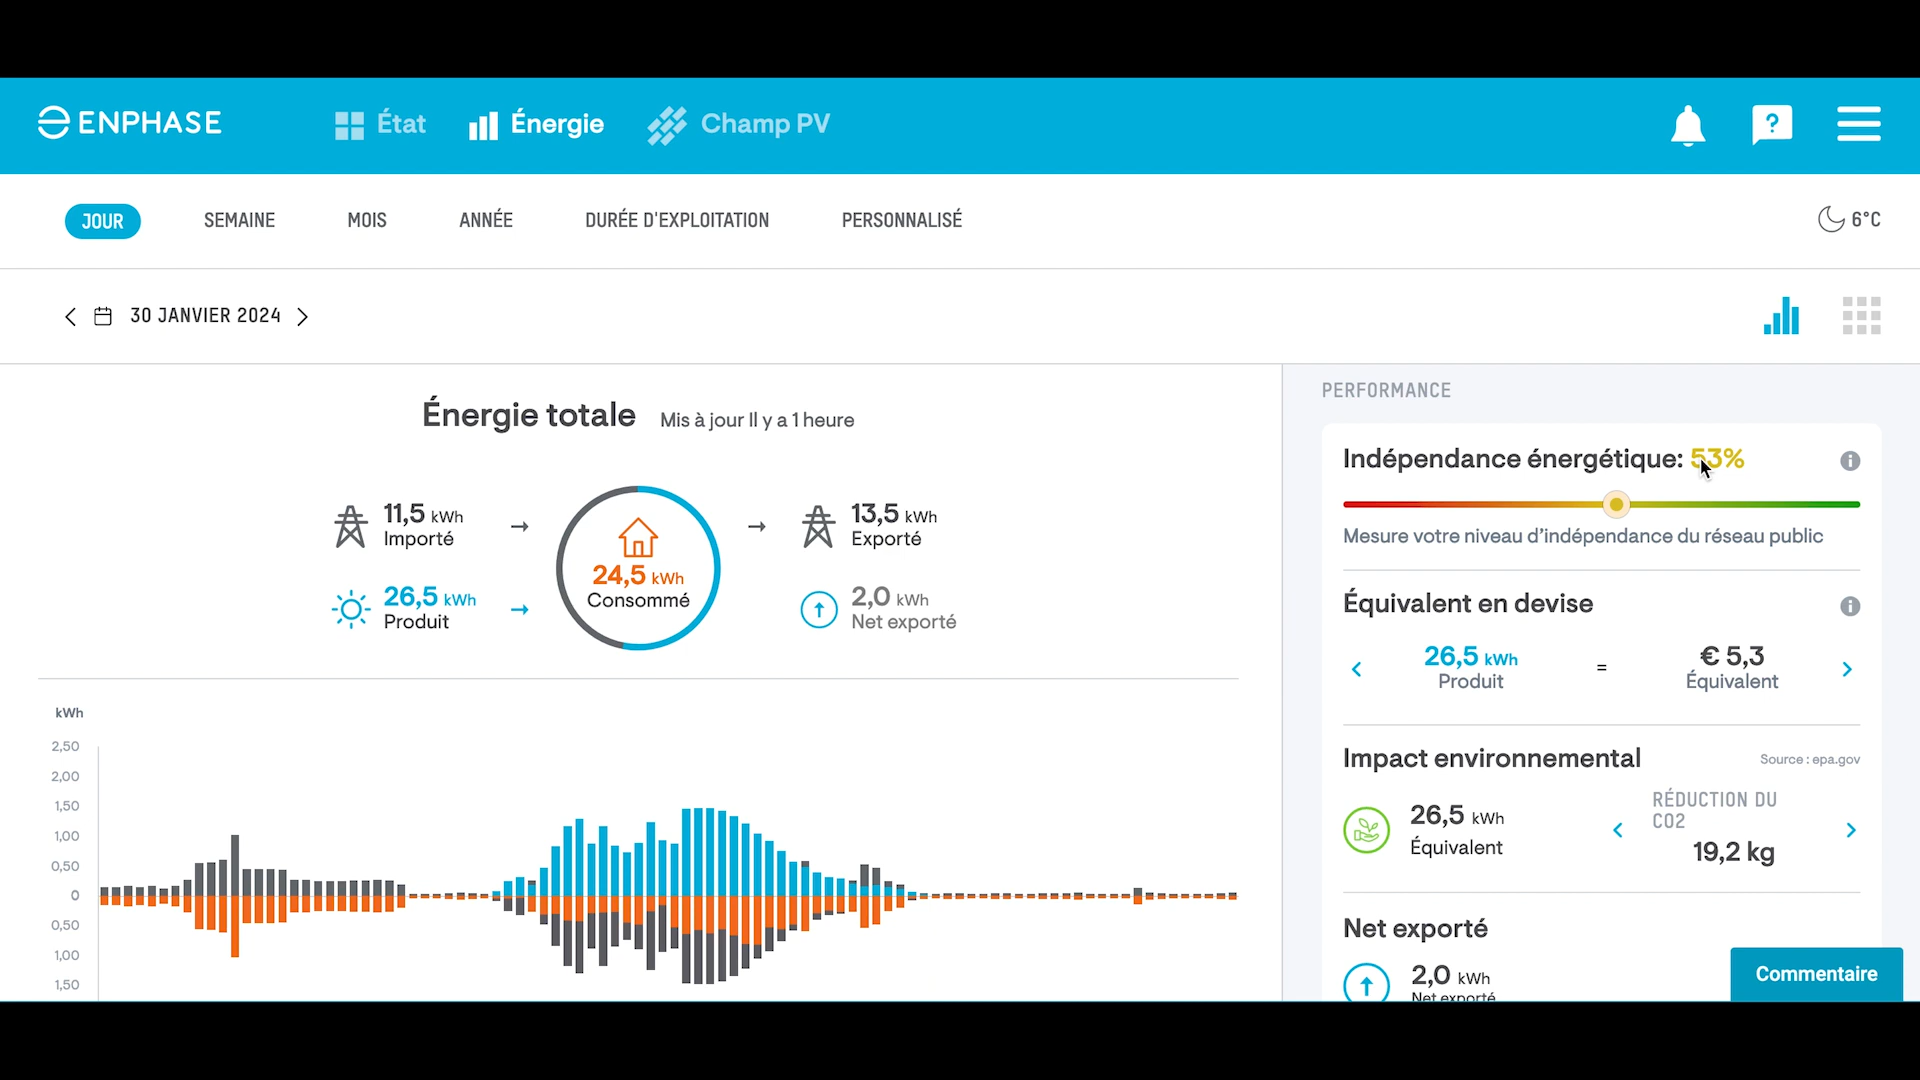 ENPHASE
État
Énergie
Champ PV
?
JOUR
SEMAINE
MOIS
ANNÉE
DURÉE D'EXPLOITATION
PERSONNALISÉ
6°C
30 JANVIER 2024
Énergie totale
Mis à jour Il y a 1 heure
11,5 kWh
Importé
13,5 kWh
Exporté
24,5 kWh
Consommé
26,5 kWh
Produit
2,0 kWh
Net exporté
kWh
2,50
2,00
1,50
1,00
0,50
0
0,50
1,00
1,50
PERFORMANCE
Indépendance énergétique: 53%
Mesure votre niveau d’indépendance du réseau public
Équivalent en devise
26,5 kWh
Produit
=
€ 5,3
Équivalent
Impact environnemental
Source : epa.gov
26,5 kWh
Équivalent
RÉDUCTION DU
CO2
19,2 kg
Net exporté
2,0 kWh
Net exporté
Commentaire